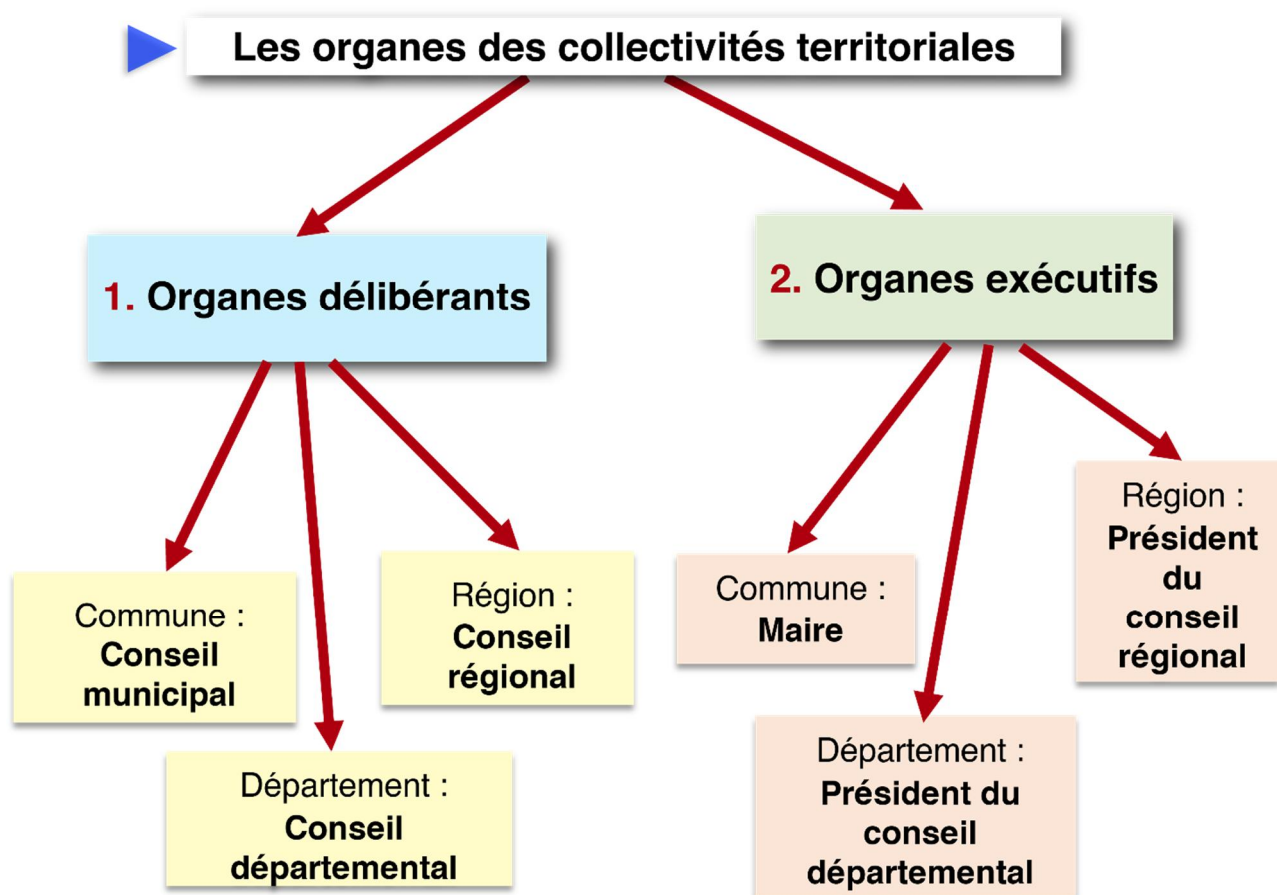 Les organes des collectivités territoriales
1. Organes délibérants
2. Organes exécutifs
Commune :
Conseil
municipal
Département :
Conseil
départemental
Région :
Conseil
régional
Commune :
Maire
Département :
Président du
conseil
départemental
Région :
Président
du
conseil
régional